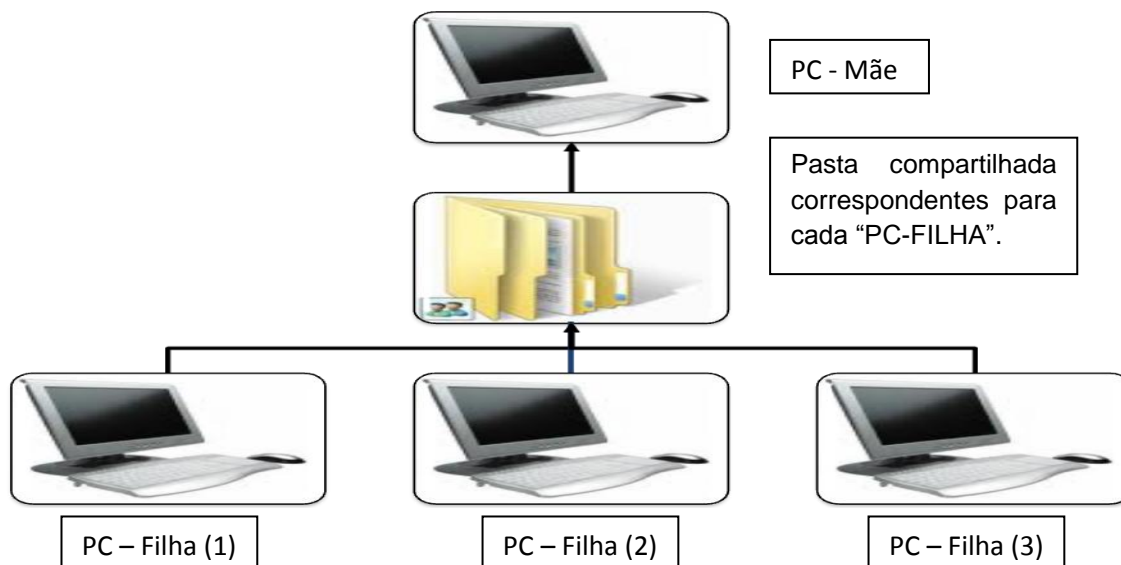 PC - Mãe
Pasta compartilhada
correspondentes para
cada “PC-FILHA”.
PC – Filha (1)
PC – Filha (2)
PC – Filha (3)